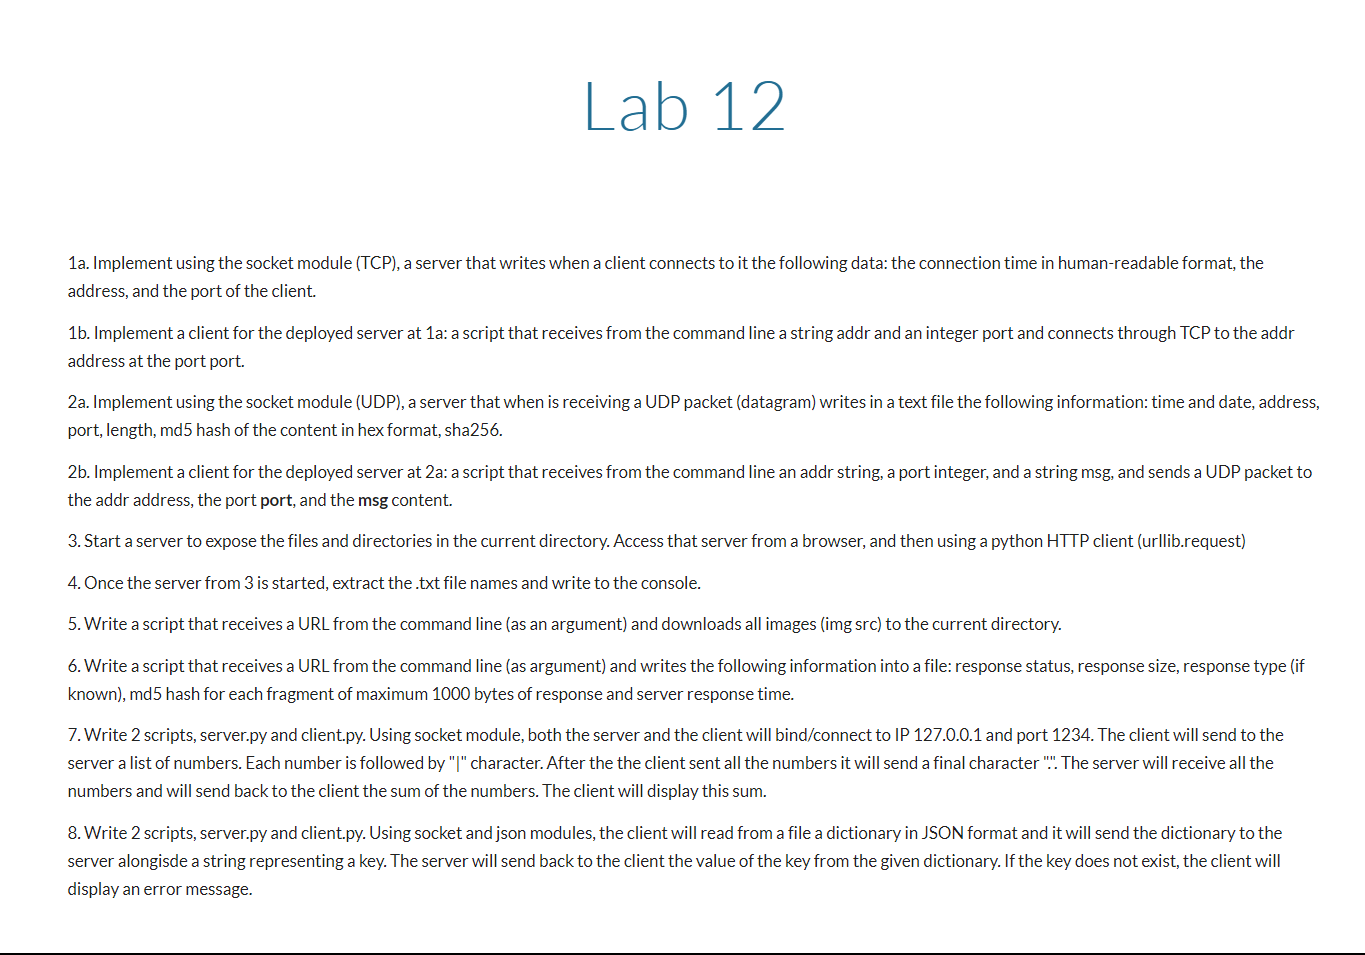 Lab 12
1a. Implement using the socket module (TCP), a server that writes when a client connects to it the following data: the connection time in human-readable format, the
address, and the port of the client.
1b. Implement a client for the deployed server at 1a: a script that receives from the command line a string addr and an integer port and connects through TCP to the addr
address at the port port.
2a. Implement using the socket module (UDP), a server that when is receiving a UDP packet (datagram) writes in a text file the following information: time and date, address,
port, length, md5 hash of the content in hex format, sha256.
2b. Implement a client for the deployed server at 2a: a script that receives from the command line an addr string, a port integer, and a string msg, and sends a UDP packet to
the addr address, the port port, and the msg content.
3. Start a server to expose the files and directories in the current directory. Access that server from a browser, and then using a python HTTP client (urllib.request)
4. Once the server from 3 is started, extract the .txt file names and write to the console.
5. Write a script that receives a URL from the command line (as an argument) and downloads all images (img src) to the current directory.
6. Write a script that receives a URL from the command line (as argument) and writes the following information into a file: response status, response size, response type (if
known), md5 hash for each fragment of maximum 1000 bytes of response and server response time.
7. Write 2 scripts, server.py and client.py. Using socket module, both the server and the client will bind/connect to IP 127.0.0.1 and port 1234. The client will send to the
server a list of numbers. Each number is followed by "|" character. After the the client sent all the numbers it will send a final character ".". The server will receive all the
numbers and will send back to the client the sum of the numbers. The client will display this sum.
8. Write 2 scripts, server.py and client.py. Using socket and json modules, the client will read from a file a dictionary in JSON format and it will send the dictionary to the
server alongisde a string representing a key. The server will send back to the client the value of the key from the given dictionary. If the key does not exist, the client will
display an error message.